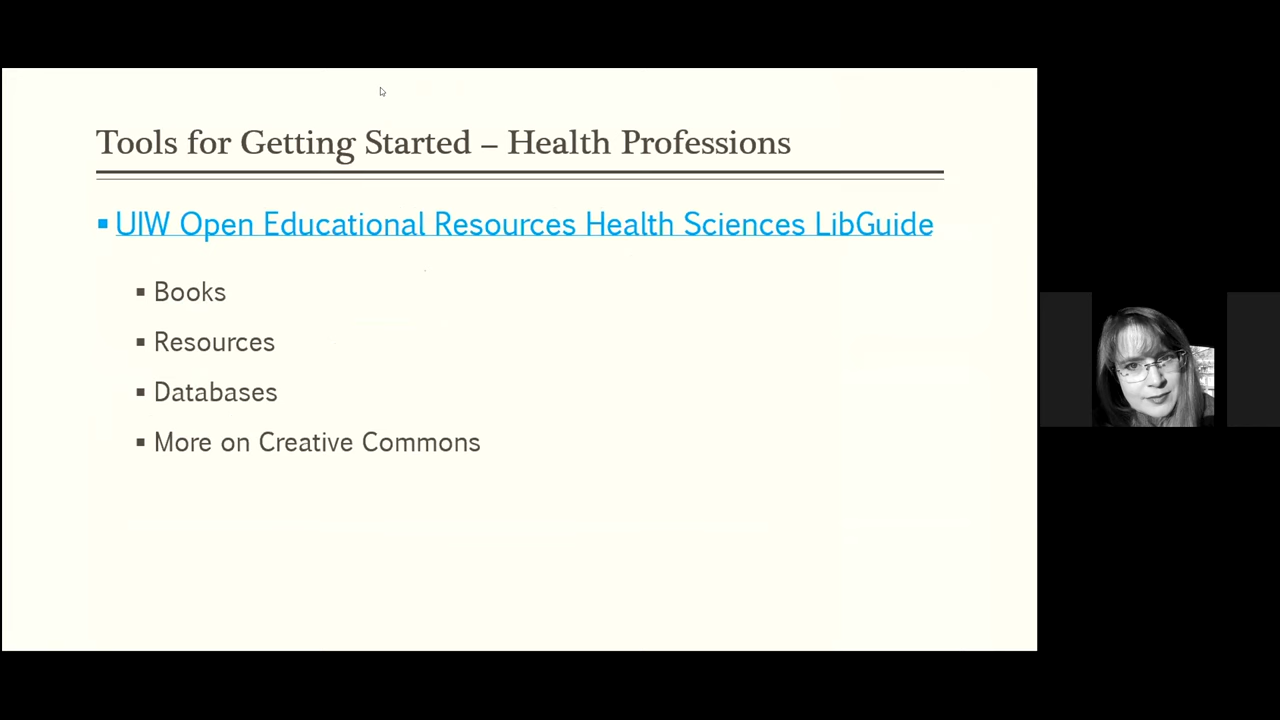 Tools for Getting Started – Health Professions
▪ UIW Open Educational Resources Health Sciences LibGuide
▪ Books
▪ Resources
▪ Databases
▪ More on Creative Commons